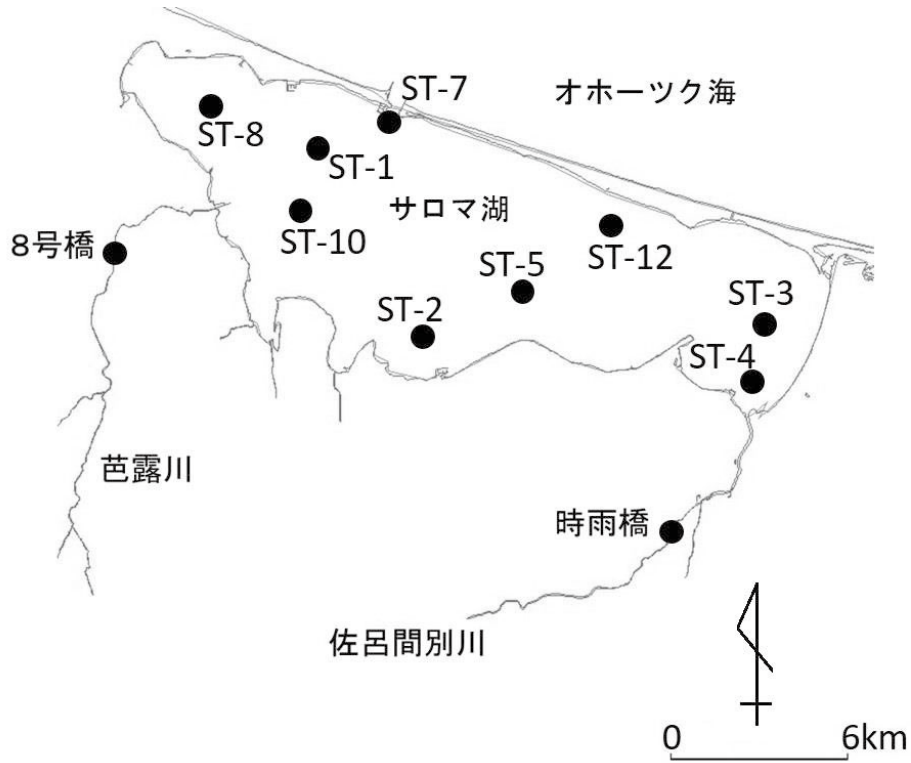 ST-7
オホーツク海
ST-8
ST-1
サロマ湖
8号橋
ST-10
ST-12
ST-5
ST-2
ST-3
ST-4
芭露川
時雨橋
佐呂間別川
0
6km